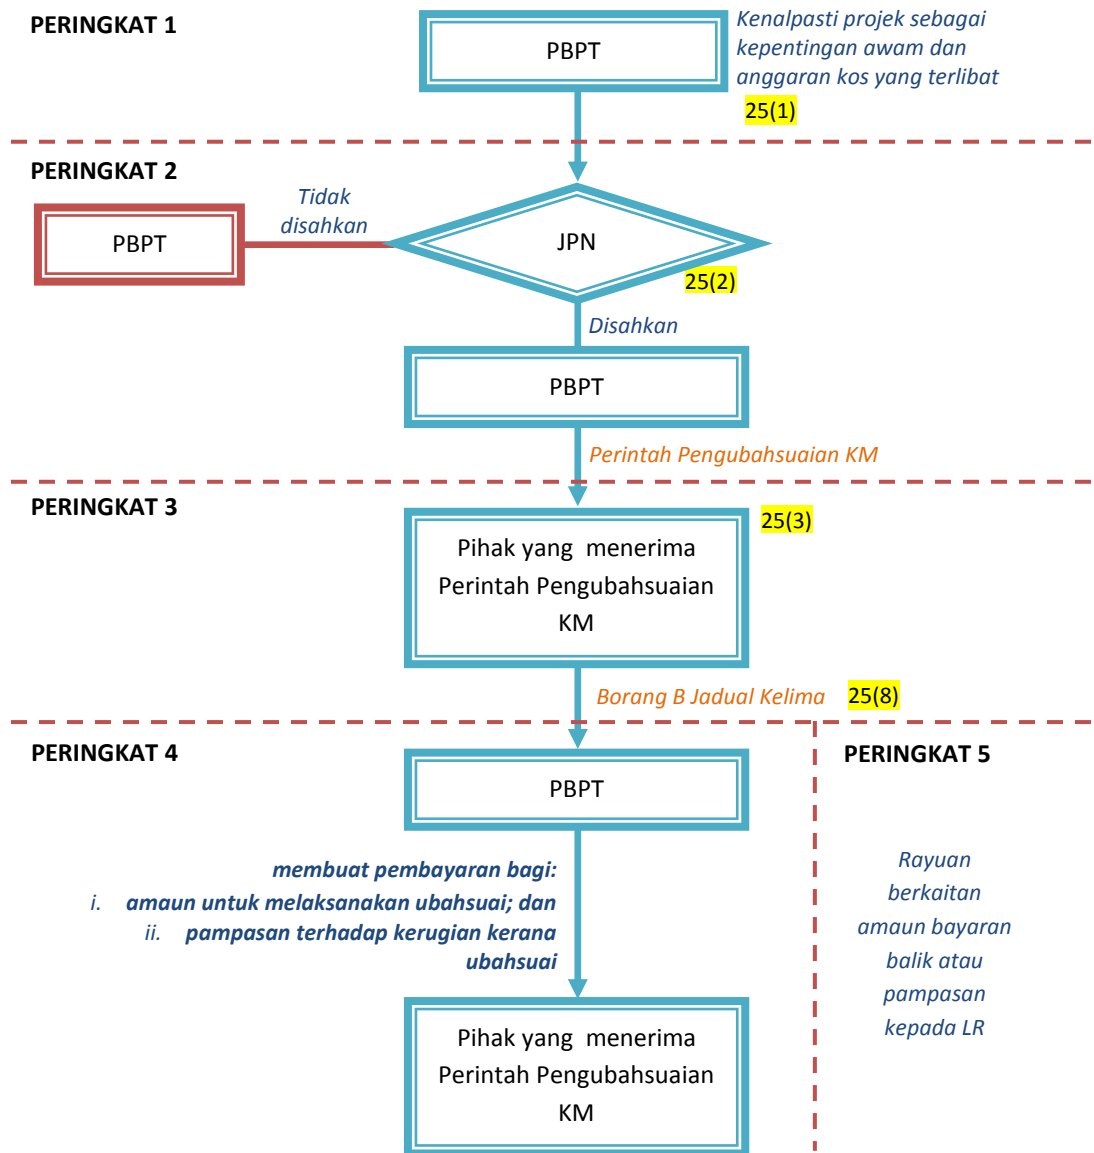 PERINGKAT 1
PBPT
Kenalpasti projek sebagai
kepentingan awam dan
anggaran kos yang terlibat
25(1)
PERINGKAT 2
Tidak
disahkan
PBPT
JPN
25(2)
Disahkan
PBPT
Perintah Pengubahsuaian KM
PERINGKAT 3
25(3)
Pihak yang menerima
Perintah Pengubahsuaian
KM
Borang B Jadual Kelima 25(8)
PERINGKAT 4
PBPT
membuat pembayaran bagi:
i. amaun untuk melaksanakan ubahsuai; dan
ii. pampasan terhadap kerugian kerana
ubahsuai
Pihak yang menerima
Perintah Pengubahsuaian
KM
PERINGKAT 5
Rayuan
berkaitan
amaun bayaran
balik atau
pampasan
kepada LR